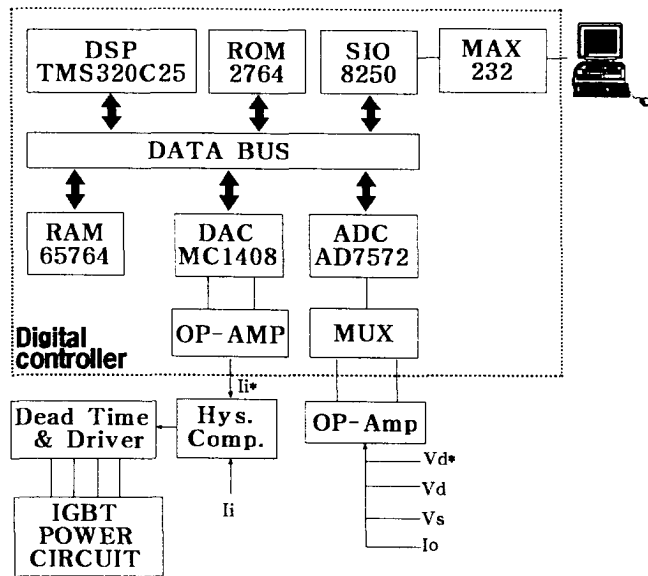 DSP
TMS320C25
ROM
2764
SIO
8250
MAX
232
DATA BUS
RAM
65764
DAC
MC1408
ADC
AD7572
OP-AMP
MUX
Digital
controller
Ii*
Dead Time
& Driver
Hys.
Comp.
OP-Amp
Vd*
Vd
Vs
Io
Ii
IGBT
POWER
CIRCUIT